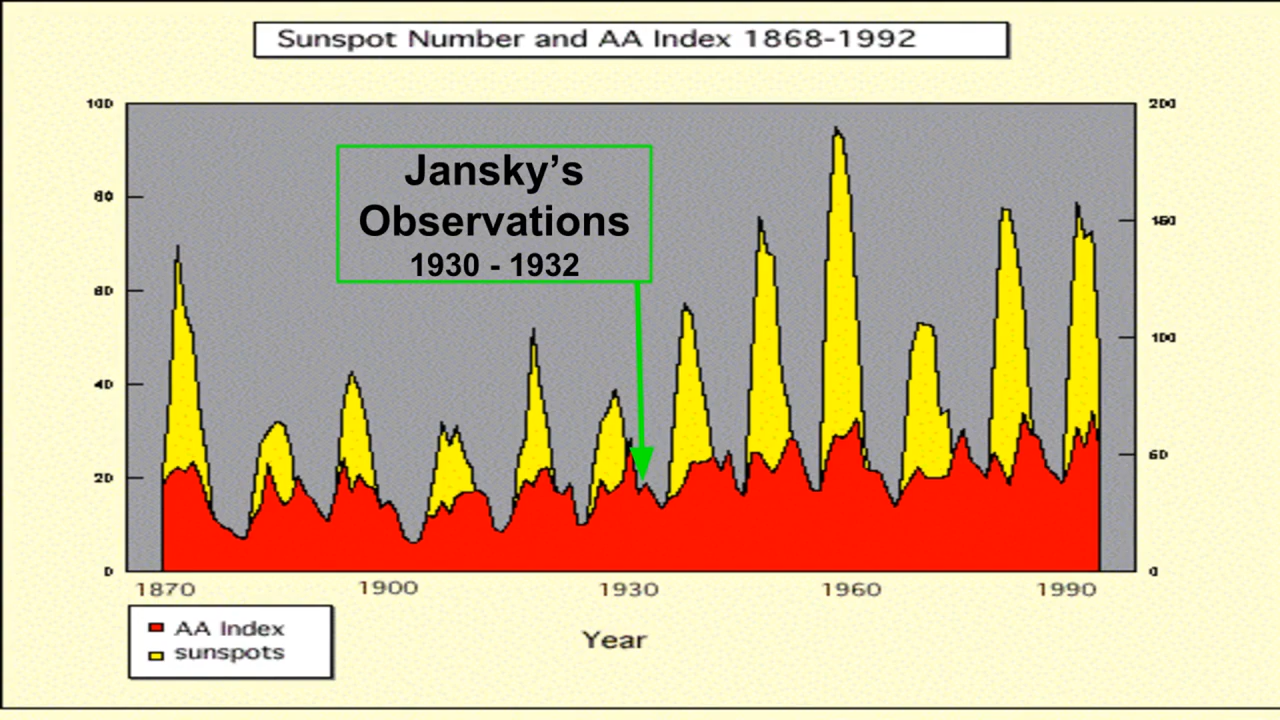 Sunspot Number and AA Index 1868-1992
100
80
60
40
20
0
200
150
100
50
0
Jansky's
Observations
1930 - 1932
1870
1900
1930
1960
1990
Year
AA Index
sunspots